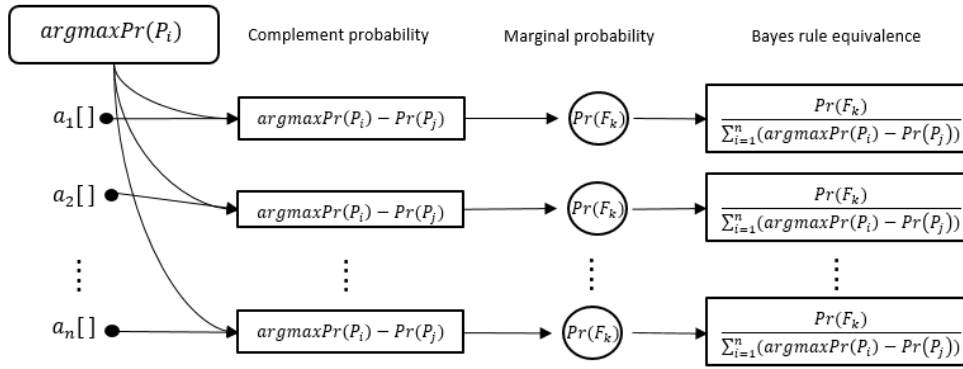 argmaxPr(P_i)
Complement probability Marginal probability Bayes rule equivalence
a_1[] argmaxPr(P_i) − Pr(P_j) Pr(F_k) Pr(F_k) / ∑_{i=1}^{n}(argmaxPr(P_i) − Pr(P_j))
a_2[] argmaxPr(P_i) − Pr(P_j) Pr(F_k) Pr(F_k) / ∑_{i=1}^{n}(argmaxPr(P_i) − Pr(P_j))
⋮ ⋮ ⋮ ⋮
a_n[] argmaxPr(P_i) − Pr(P_j) Pr(F_k) Pr(F_k) / ∑_{i=1}^{n}(argmaxPr(P_i) − Pr(P_j))